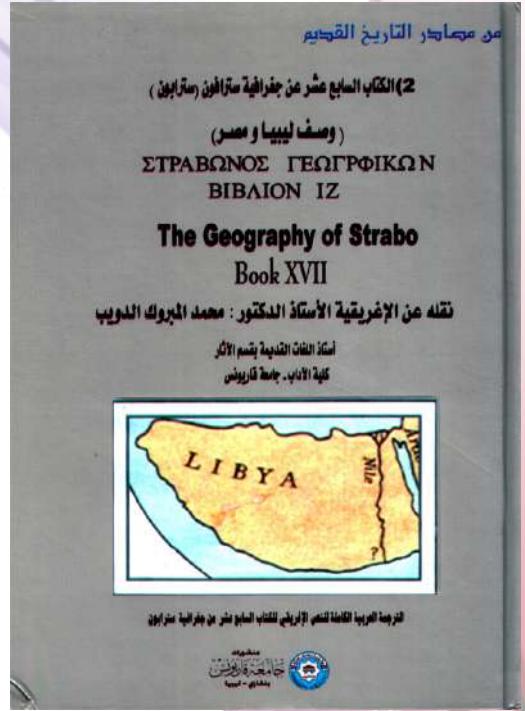 من مصادر التاريخ القديم
2) الكتاب السابع عشر عن جغرافية سترافون (سترابون)
(وصف ليبيا و مصر)
ΣΤΡΑΒΩΝΟΣ ΓΕΩΓΡΦΙΚΩΝ
ΒΙΒΛΙΟΝ ΙΖ
The Geography of Strabo
Book XVII
نقله عن الإغريقية الأستاذ الدكتور : محمد المبروك الدويب
أستاذ اللغات القديمة بقسم الآثار
كلية الآداب - جامعة قاريونس
LIBYA
Nile
?
الترجمة العربية الكاملة للنص الإغريقي للكتاب السابع عشر عن جغرافية سترابون
منشورات
جامعة قاريونس
بنغازي - ليبيا